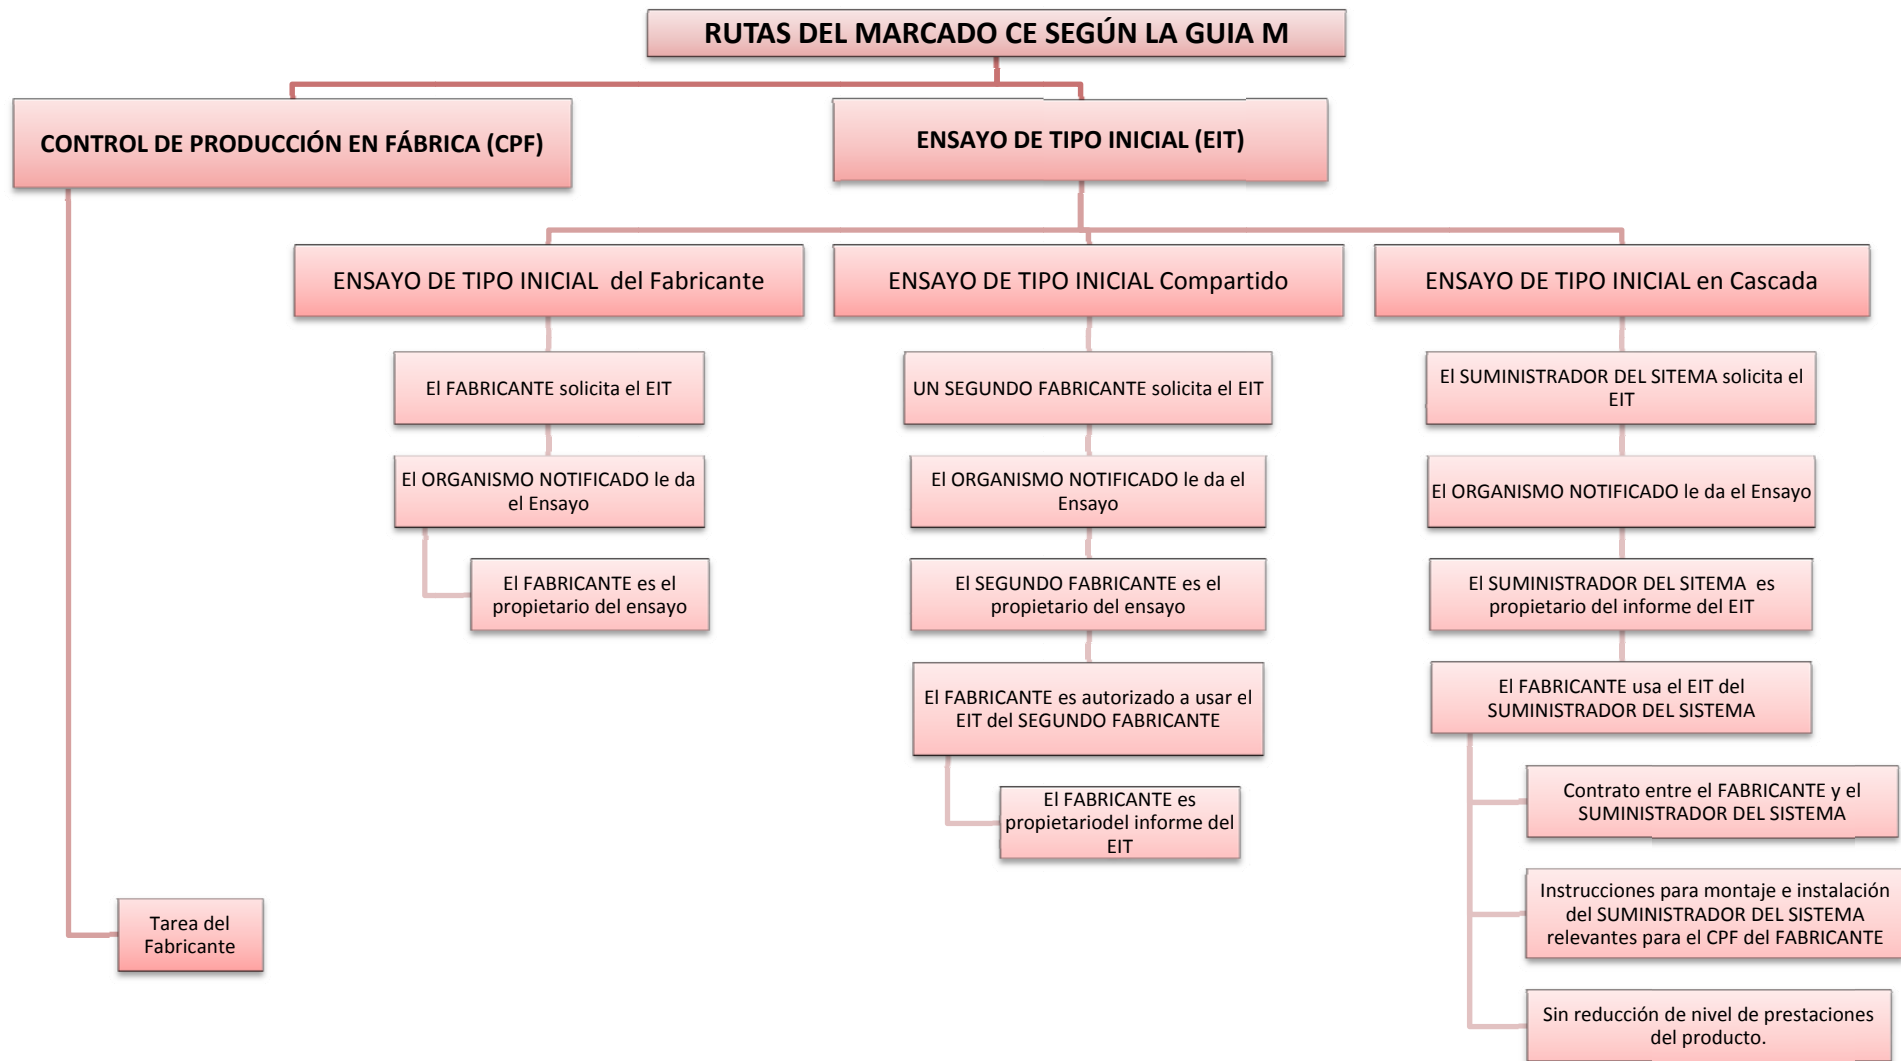 RUTAS DEL MARCADO CE SEGÚN LA GUIA M
CONTROL DE PRODUCCIÓN EN FÁBRICA (CPF)
ENSAYO DE TIPO INICIAL (EIT)
ENSAYO DE TIPO INICIAL del Fabricante
ENSAYO DE TIPO INICIAL Compartido
ENSAYO DE TIPO INICIAL en Cascada
El FABRICANTE solicita el EIT
El ORGANISMO NOTIFICADO le da
el Ensayo
El FABRICANTE es el
propietario del ensayo
UN SEGUNDO FABRICANTE solicita el EIT
El ORGANISMO NOTIFICADO le da el
Ensayo
El SEGUNDO FABRICANTE es el
propietario del ensayo
El FABRICANTE es autorizado a usar el
EIT del SEGUNDO FABRICANTE
El FABRICANTE es
propietariodel informe del
EIT
El SUMINISTRADOR DEL SITEMA solicita el
EIT
El ORGANISMO NOTIFICADO le da el Ensayo
El SUMINISTRADOR DEL SITEMA es
propietario del informe del EIT
El FABRICANTE usa el EIT del
SUMINISTRADOR DEL SISTEMA
Contrato entre el FABRICANTE y el
SUMINISTRADOR DEL SISTEMA
Instrucciones para montaje e instalación
del SUMINISTRADOR DEL SISTEMA
relevantes para el CPF del FABRICANTE
Sin reducción de nivel de prestaciones
del producto.
Tarea del
Fabricante